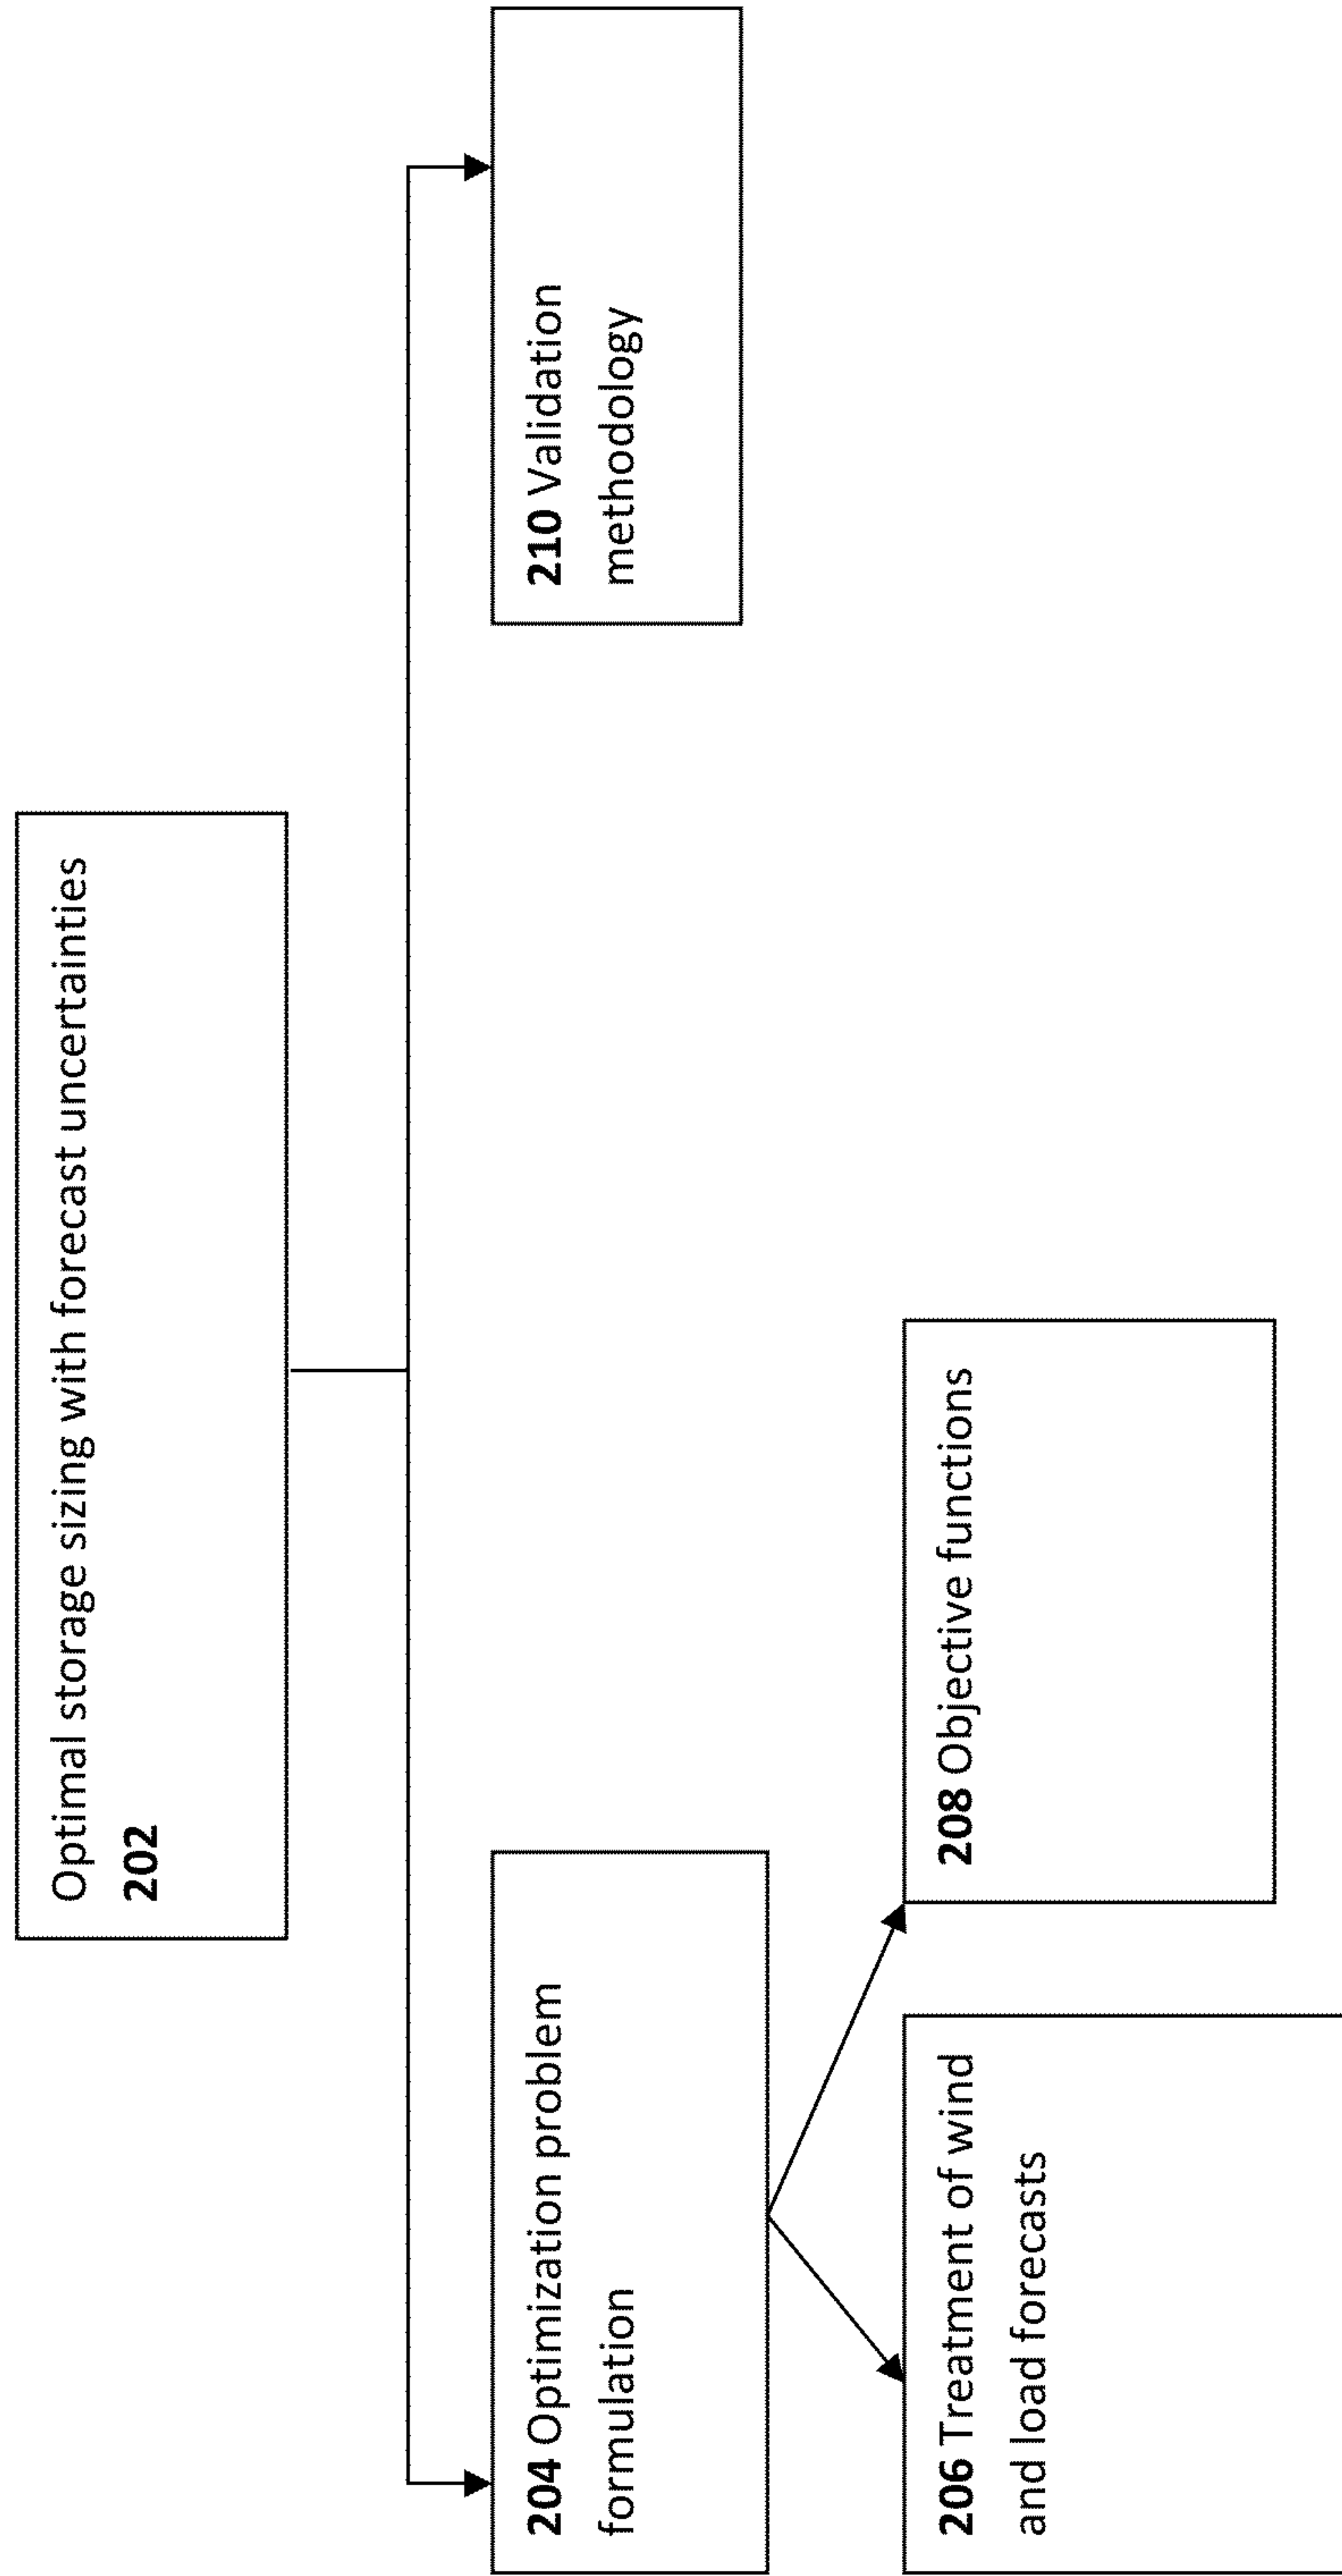 Optimal storage sizing with forecast uncertainties
202
204 Optimization problem
formulation
210 Validation
methodology
206 Treatment of wind
and load forecasts
208 Objective functions